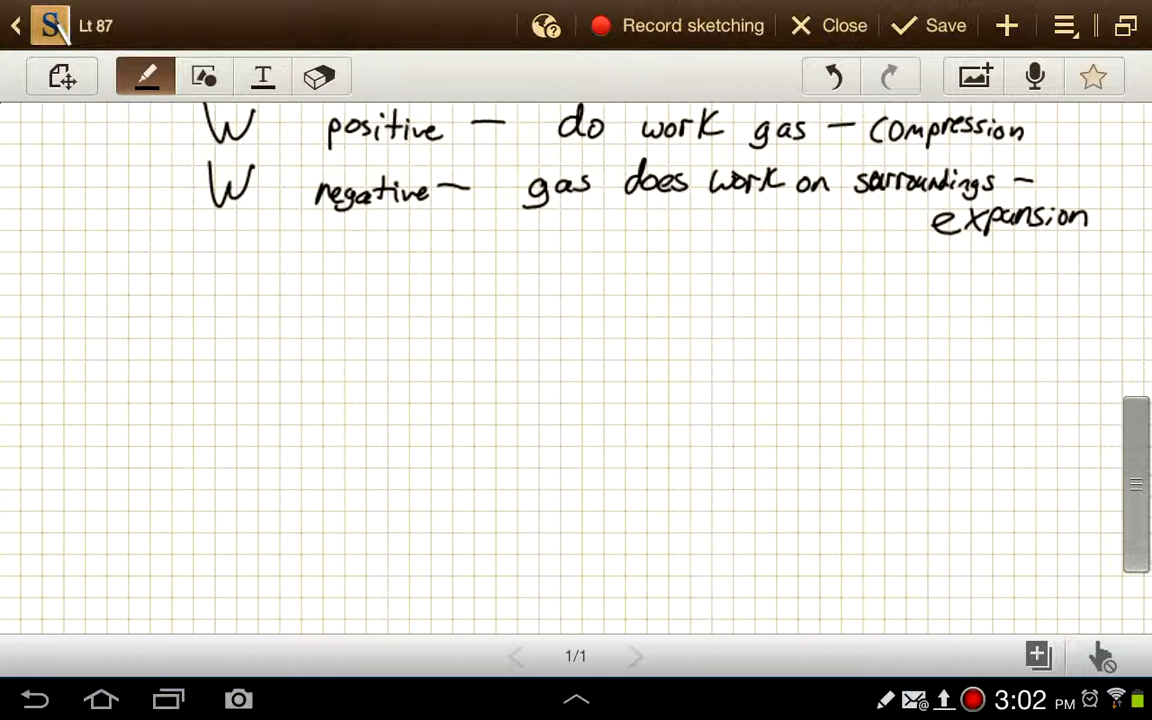 S Lt 87 Record sketching Close Save
T
W positive — do work gas — compression
W negative — gas does work on surroundings —
expansion
1/1
3:02 PM